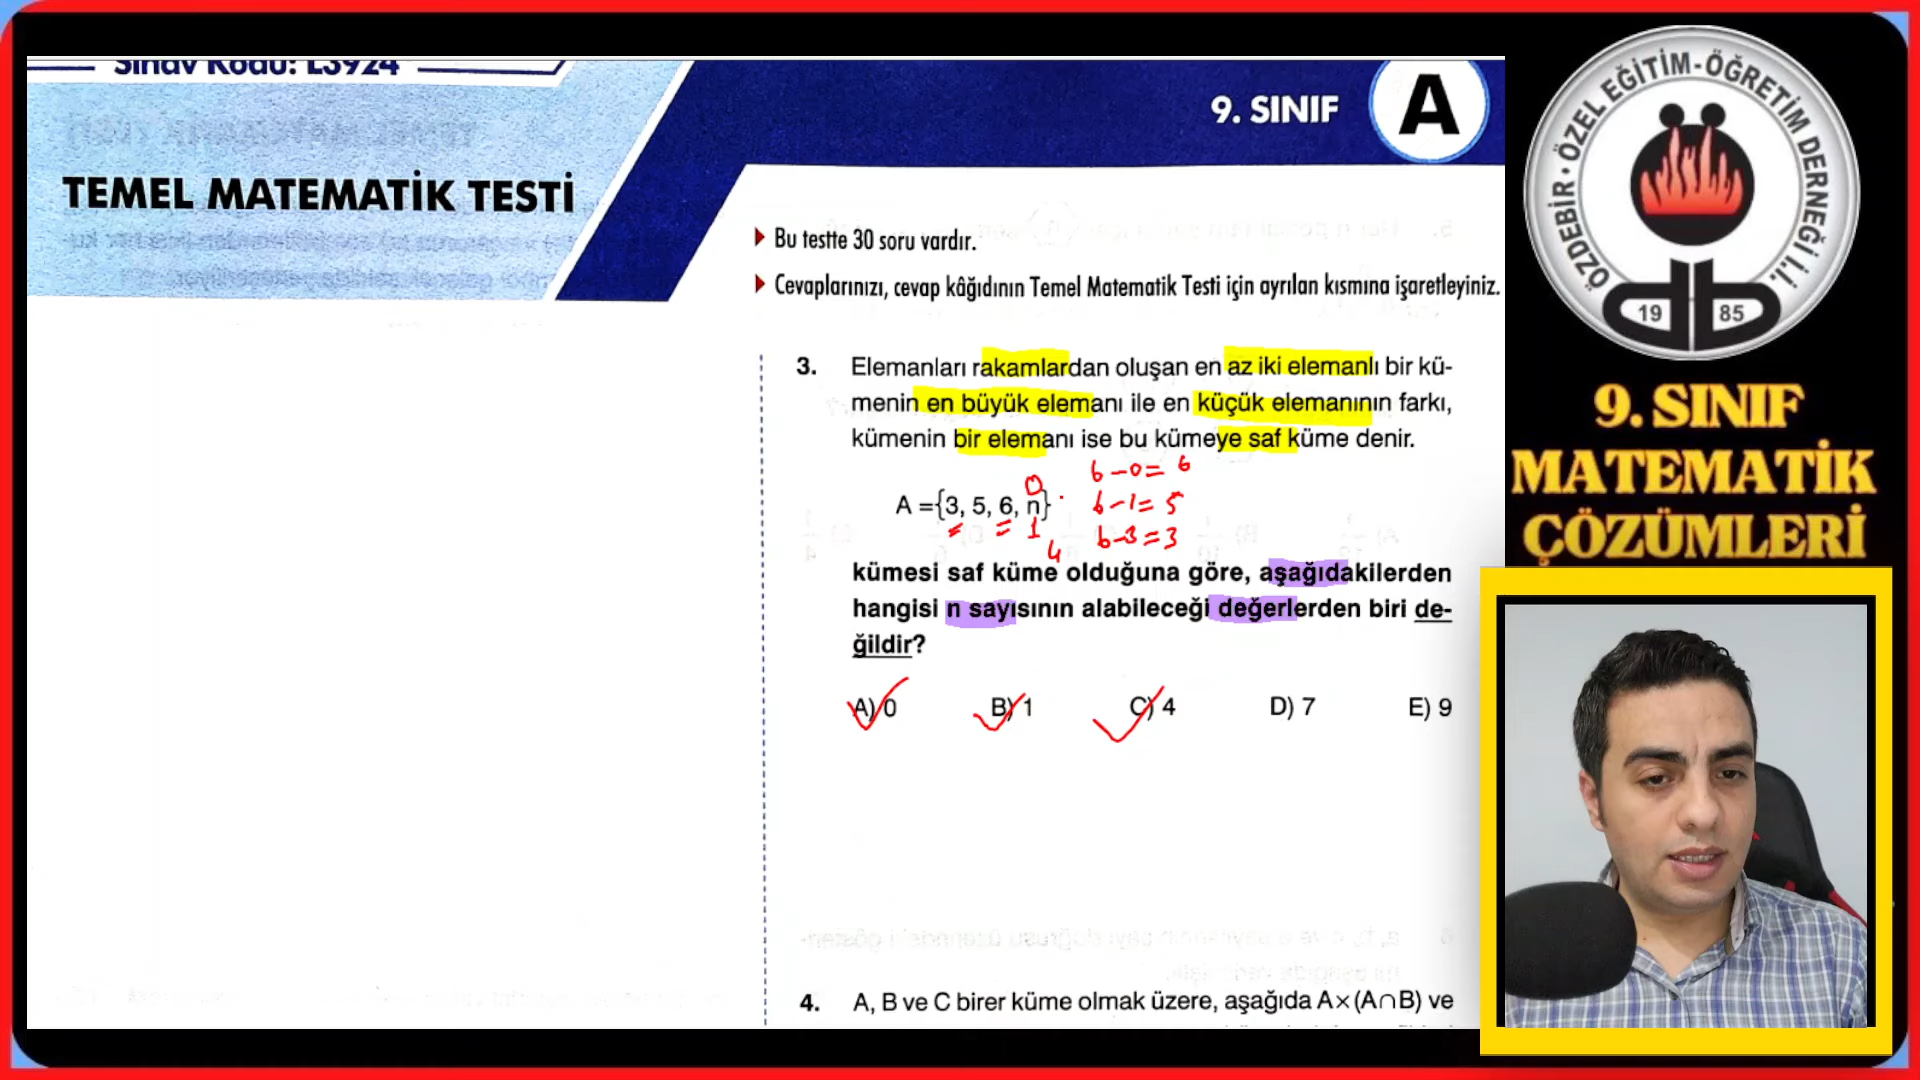 Sınav Kodu: L3924
9. SINIF
A
TEMEL MATEMATİK TESTİ
Bu testte 30 soru vardır.
Cevaplarınızı, cevap kâğıdının Temel Matematik Testi için ayrılan kısmına işaretleyiniz.
3. Elemanları rakamlardan oluşan en az iki elemanlı bir kü-
menin en büyük elemanı ile en küçük elemanının farkı,
kümenin bir elemanı ise bu kümeye saf küme denir.
6-0=6
0
A ={3, 5, 6, n}
6-1=5
1
6-3=3
4
kümesi saf küme olduğuna göre, aşağıdakilerden
hangisi n sayısının alabileceği değerlerden biri de-
ğildir?
A) 0 B) 1 C) 4 D) 7 E) 9
4. A, B ve C birer küme olmak üzere, aşağıda A×(A∩B) ve
ÖZDEBİR • ÖZEL EĞİTİM-ÖĞRETİM DERNEĞİ
19 85
9. SINIF
MATEMATİK
ÇÖZÜMLERİ